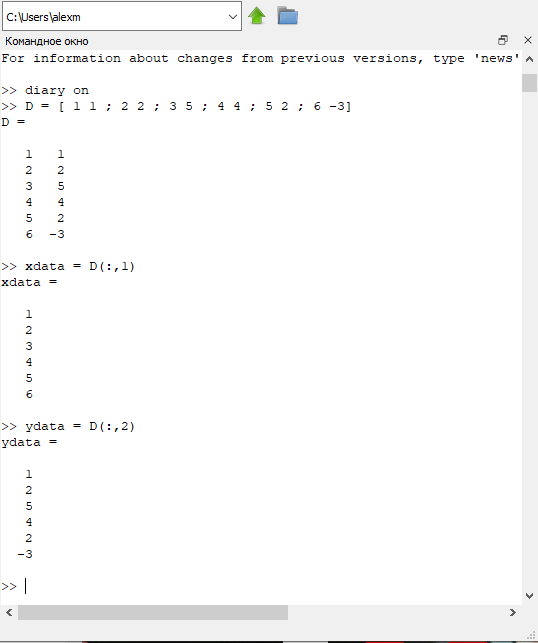 C:\Users\alexm
Командное окно
For information about changes from previous versions, type 'news'
>> diary on
>> D = [ 1 1 ; 2 2 ; 3 5 ; 4 4 ; 5 2 ; 6 -3]
D =
1 1
2 2
3 5
4 4
5 2
6 -3
>> xdata = D(:,1)
xdata =
1
2
3
4
5
6
>> ydata = D(:,2)
ydata =
1
2
5
4
2
-3
>>